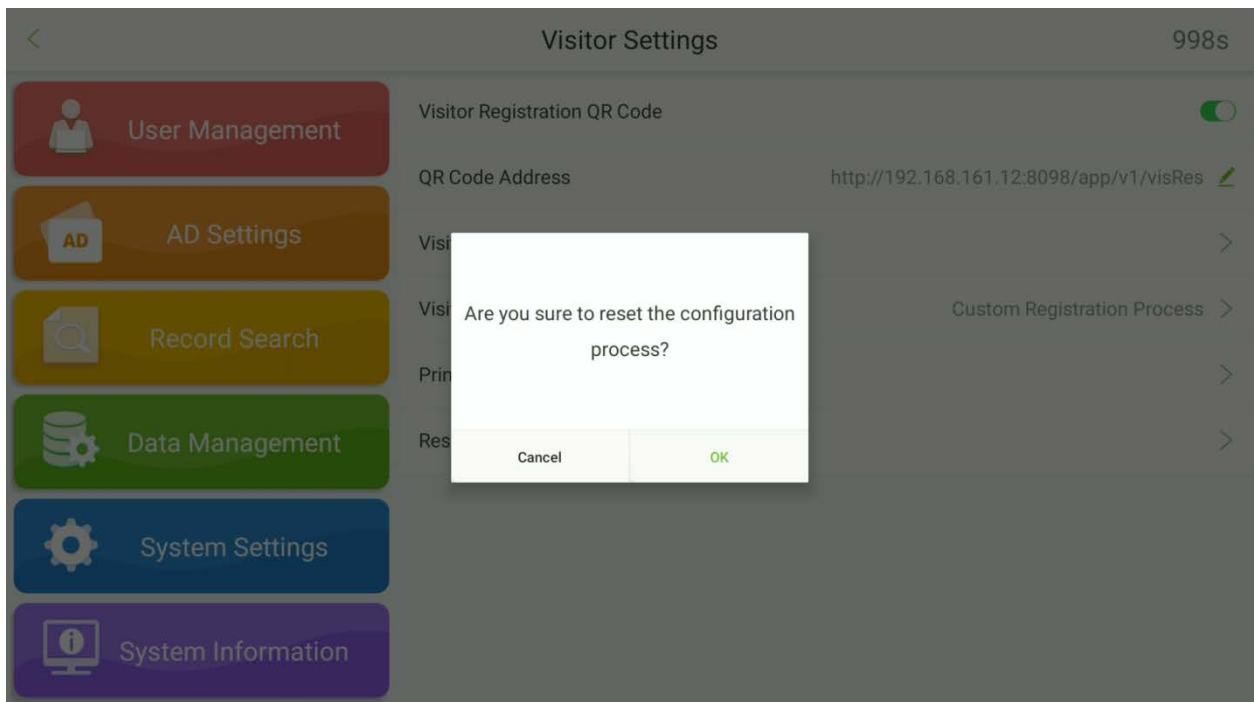 Visitor Settings
998s
User Management
AD
AD Settings
Record Search
Data Management
System Settings
System Information
Visitor Registration QR Code
QR Code Address
http://192.168.161.12:8098/app/v1/visRes
Custom Registration Process
Are you sure to reset the configuration
process?
Cancel
OK